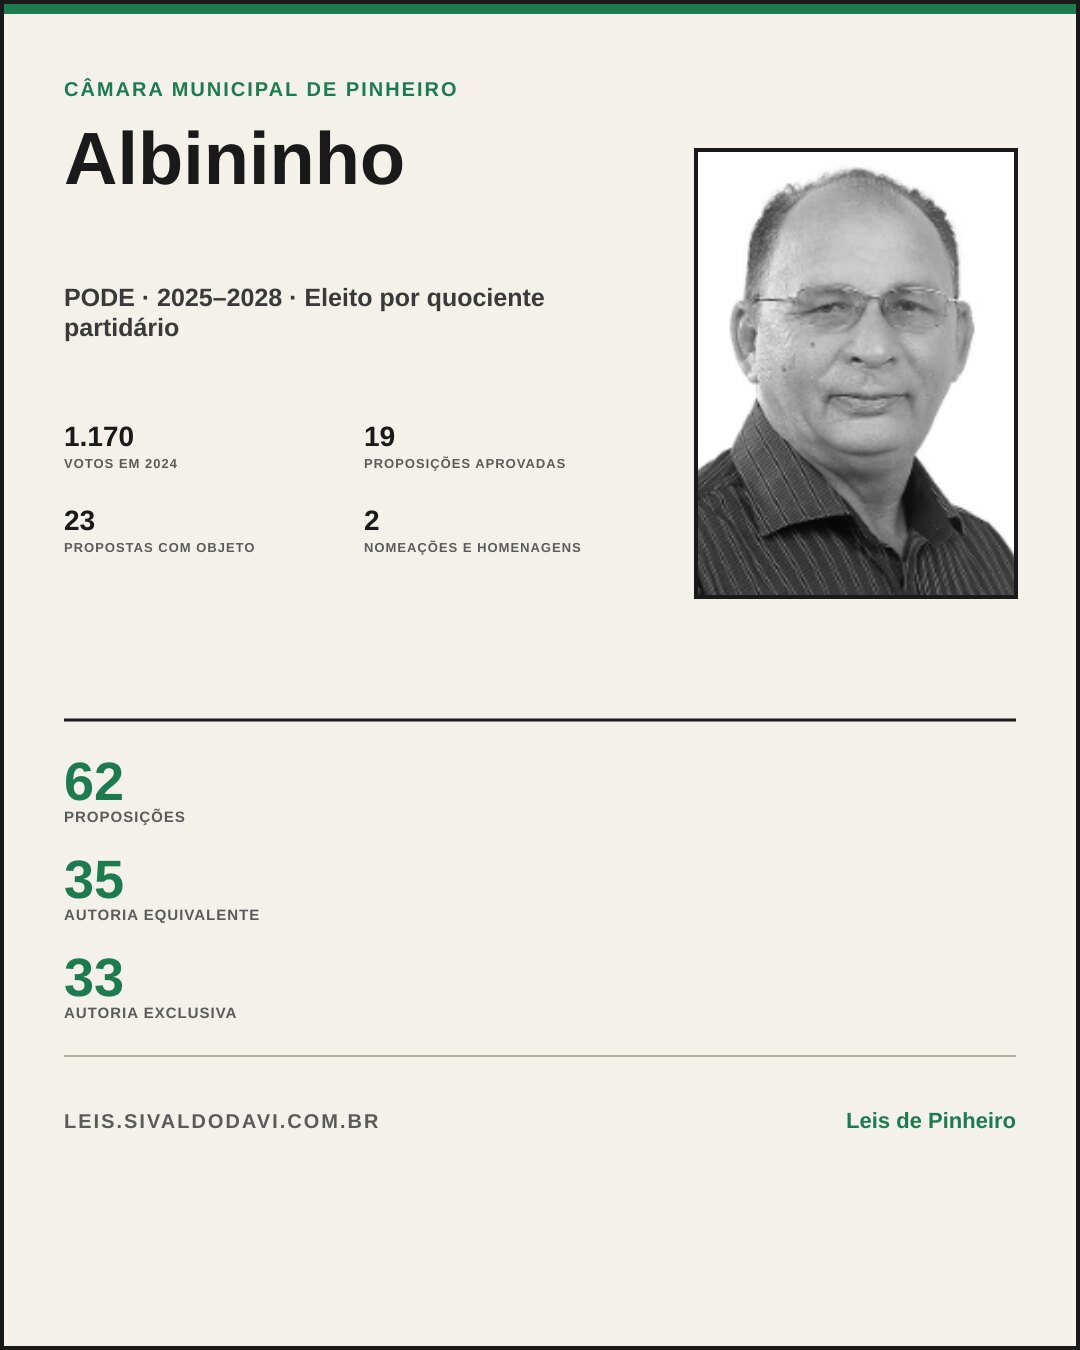 CÂMARA MUNICIPAL DE PINHEIRO
Albininho
PODE · 2025–2028 · Eleito por quociente
partidário
1.170
VOTOS EM 2024
19
PROPOSIÇÕES APROVADAS
23
PROPOSTAS COM OBJETO
2
NOMEAÇÕES E HOMENAGENS
62
PROPOSIÇÕES
35
AUTORIA EQUIVALENTE
33
AUTORIA EXCLUSIVA
LEIS.SIVALDODAVI.COM.BR
Leis de Pinheiro